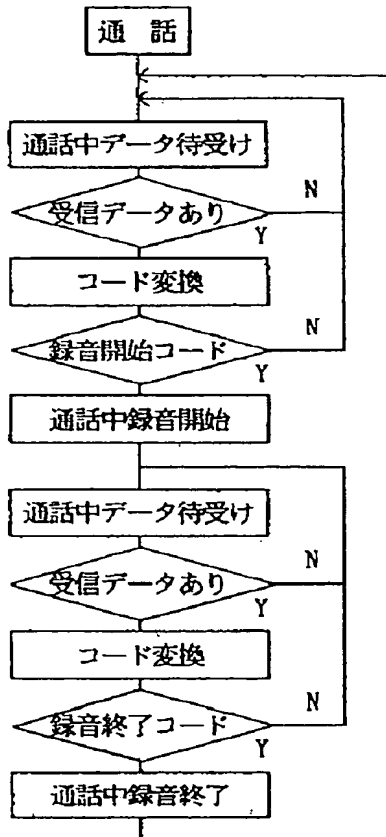 通 話
通話中データ待受け
N
受信データあり
Y
コード変換
N
録音開始コード
Y
通話中録音開始
通話中データ待受け
N
受信データあり
Y
コード変換
N
録音終了コード
Y
通話中録音終了